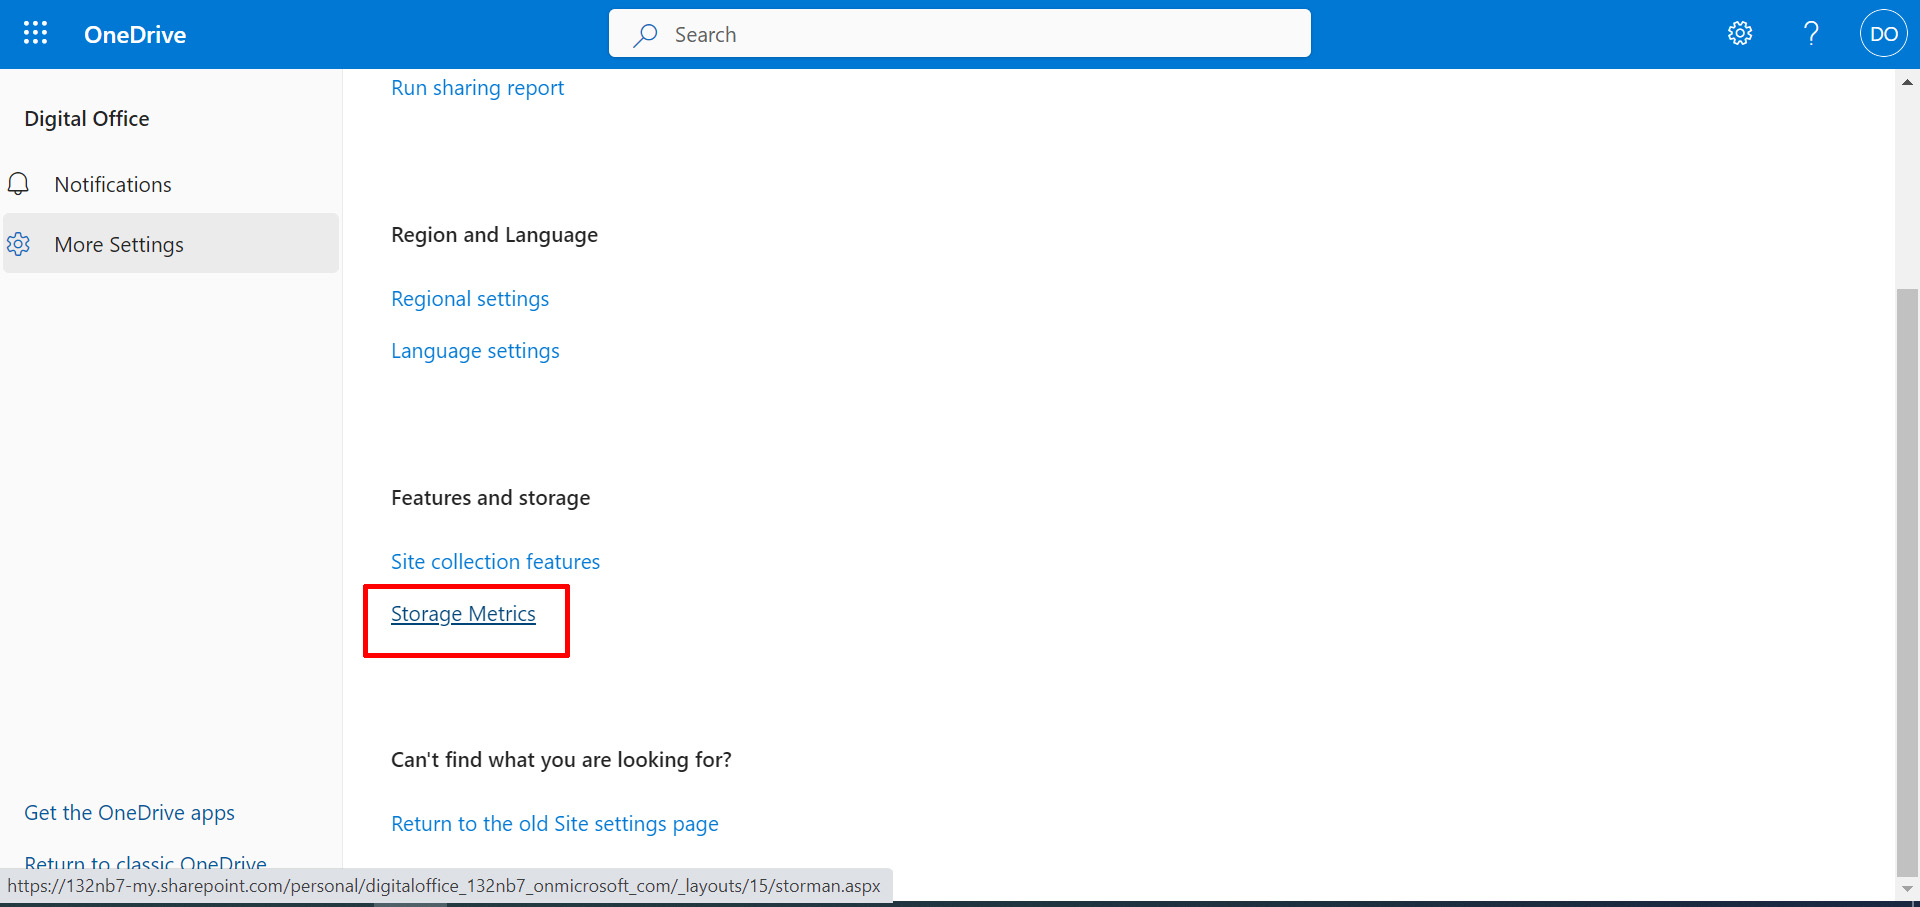 OneDrive
Search
?
DO
Digital Office
Notifications
More Settings
Get the OneDrive apps
Return to classic OneDrive
Run sharing report
Region and Language
Regional settings
Language settings
Features and storage
Site collection features
Storage Metrics
Can't find what you are looking for?
Return to the old Site settings page
https://132nb7-my.sharepoint.com/personal/digitaloffice_132nb7_onmicrosoft_com/_layouts/15/storman.aspx